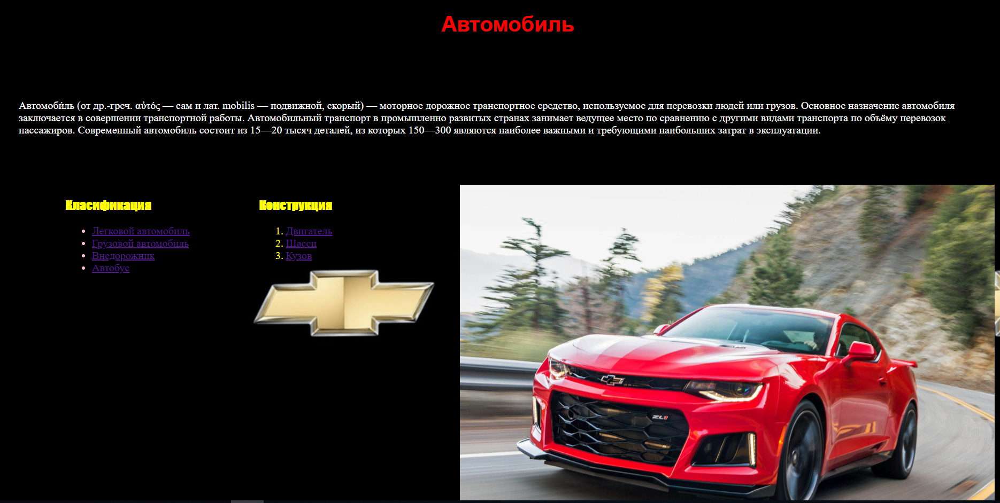 Автомобиль
Автомоби́ль (от др.-греч. αὐτός — сам и лат. mobilis — подвижной, скорый) — моторное дорожное транспортное средство, используемое для перевозки людей или грузов. Основное назначение автомобиля
заключается в совершении транспортной работы. Автомобильный транспорт в промышленно развитых странах занимает ведущее место по сравнению с другими видами транспорта по объёму перевозок
пассажиров. Современный автомобиль состоит из 15—20 тысяч деталей, из которых 150—300 являются наиболее важными и требующими наибольших затрат в эксплуатации.
Класификация
Легковой автомобиль
Грузовой автомобиль
Внедорожник
Автобус
Конструкция
1. Двигатель
2. Шасси
3. Кузов
ZL1